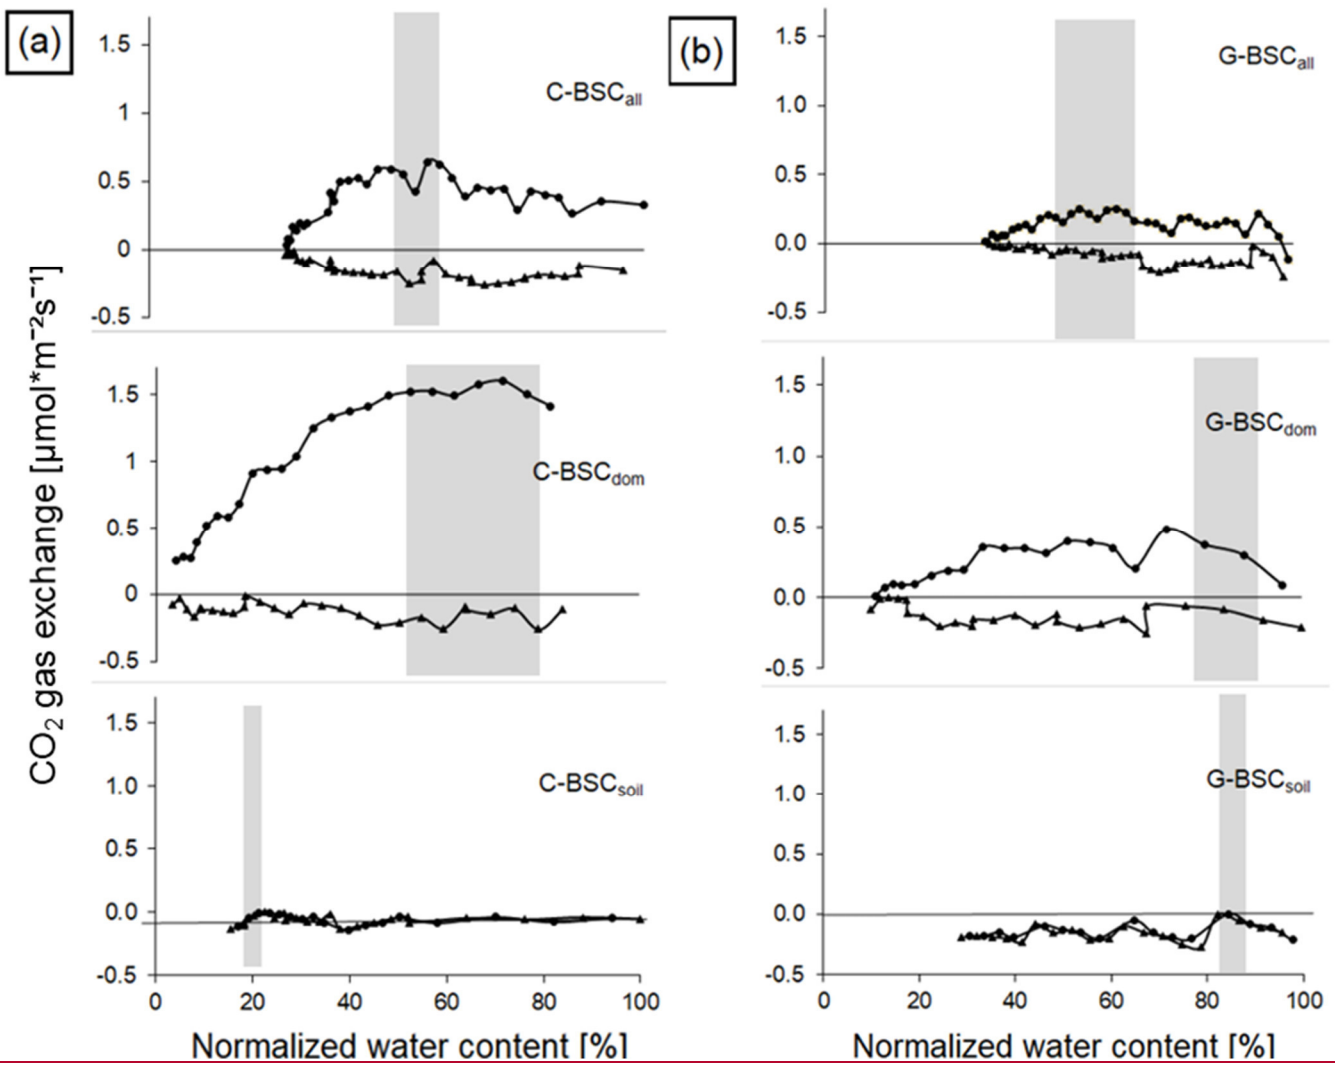 (a)
(b)
CO₂ gas exchange [µmol*m⁻²s⁻¹]
1.5
1
0.5
0
-0.5
C-BSCall
1.5
1.0
0.5
0.0
-0.5
G-BSCall
1.5
1
0.5
0
-0.5
C-BSCdom
1.5
1.0
0.5
0.0
-0.5
G-BSCdom
1.5
1.0
0.5
0.0
-0.5
C-BSCsoil
0 20 40 60 80 100
Normalized water content [%]
1.5
1.0
0.5
0.0
-0.5
G-BSCsoil
0 20 40 60 80 100
Normalized water content [%]